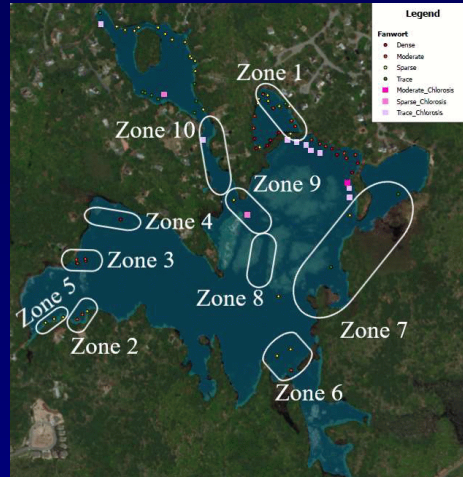 Legend
Fanwort
Dense
Moderate
Sparse
Trace
Moderate_Chlorosis
Sparse_Chlorosis
Trace_Chlorosis
Zone 1
Zone 10
Zone 9
Zone 4
Zone 3
Zone 8
Zone 5
Zone 2
Zone 7
Zone 6